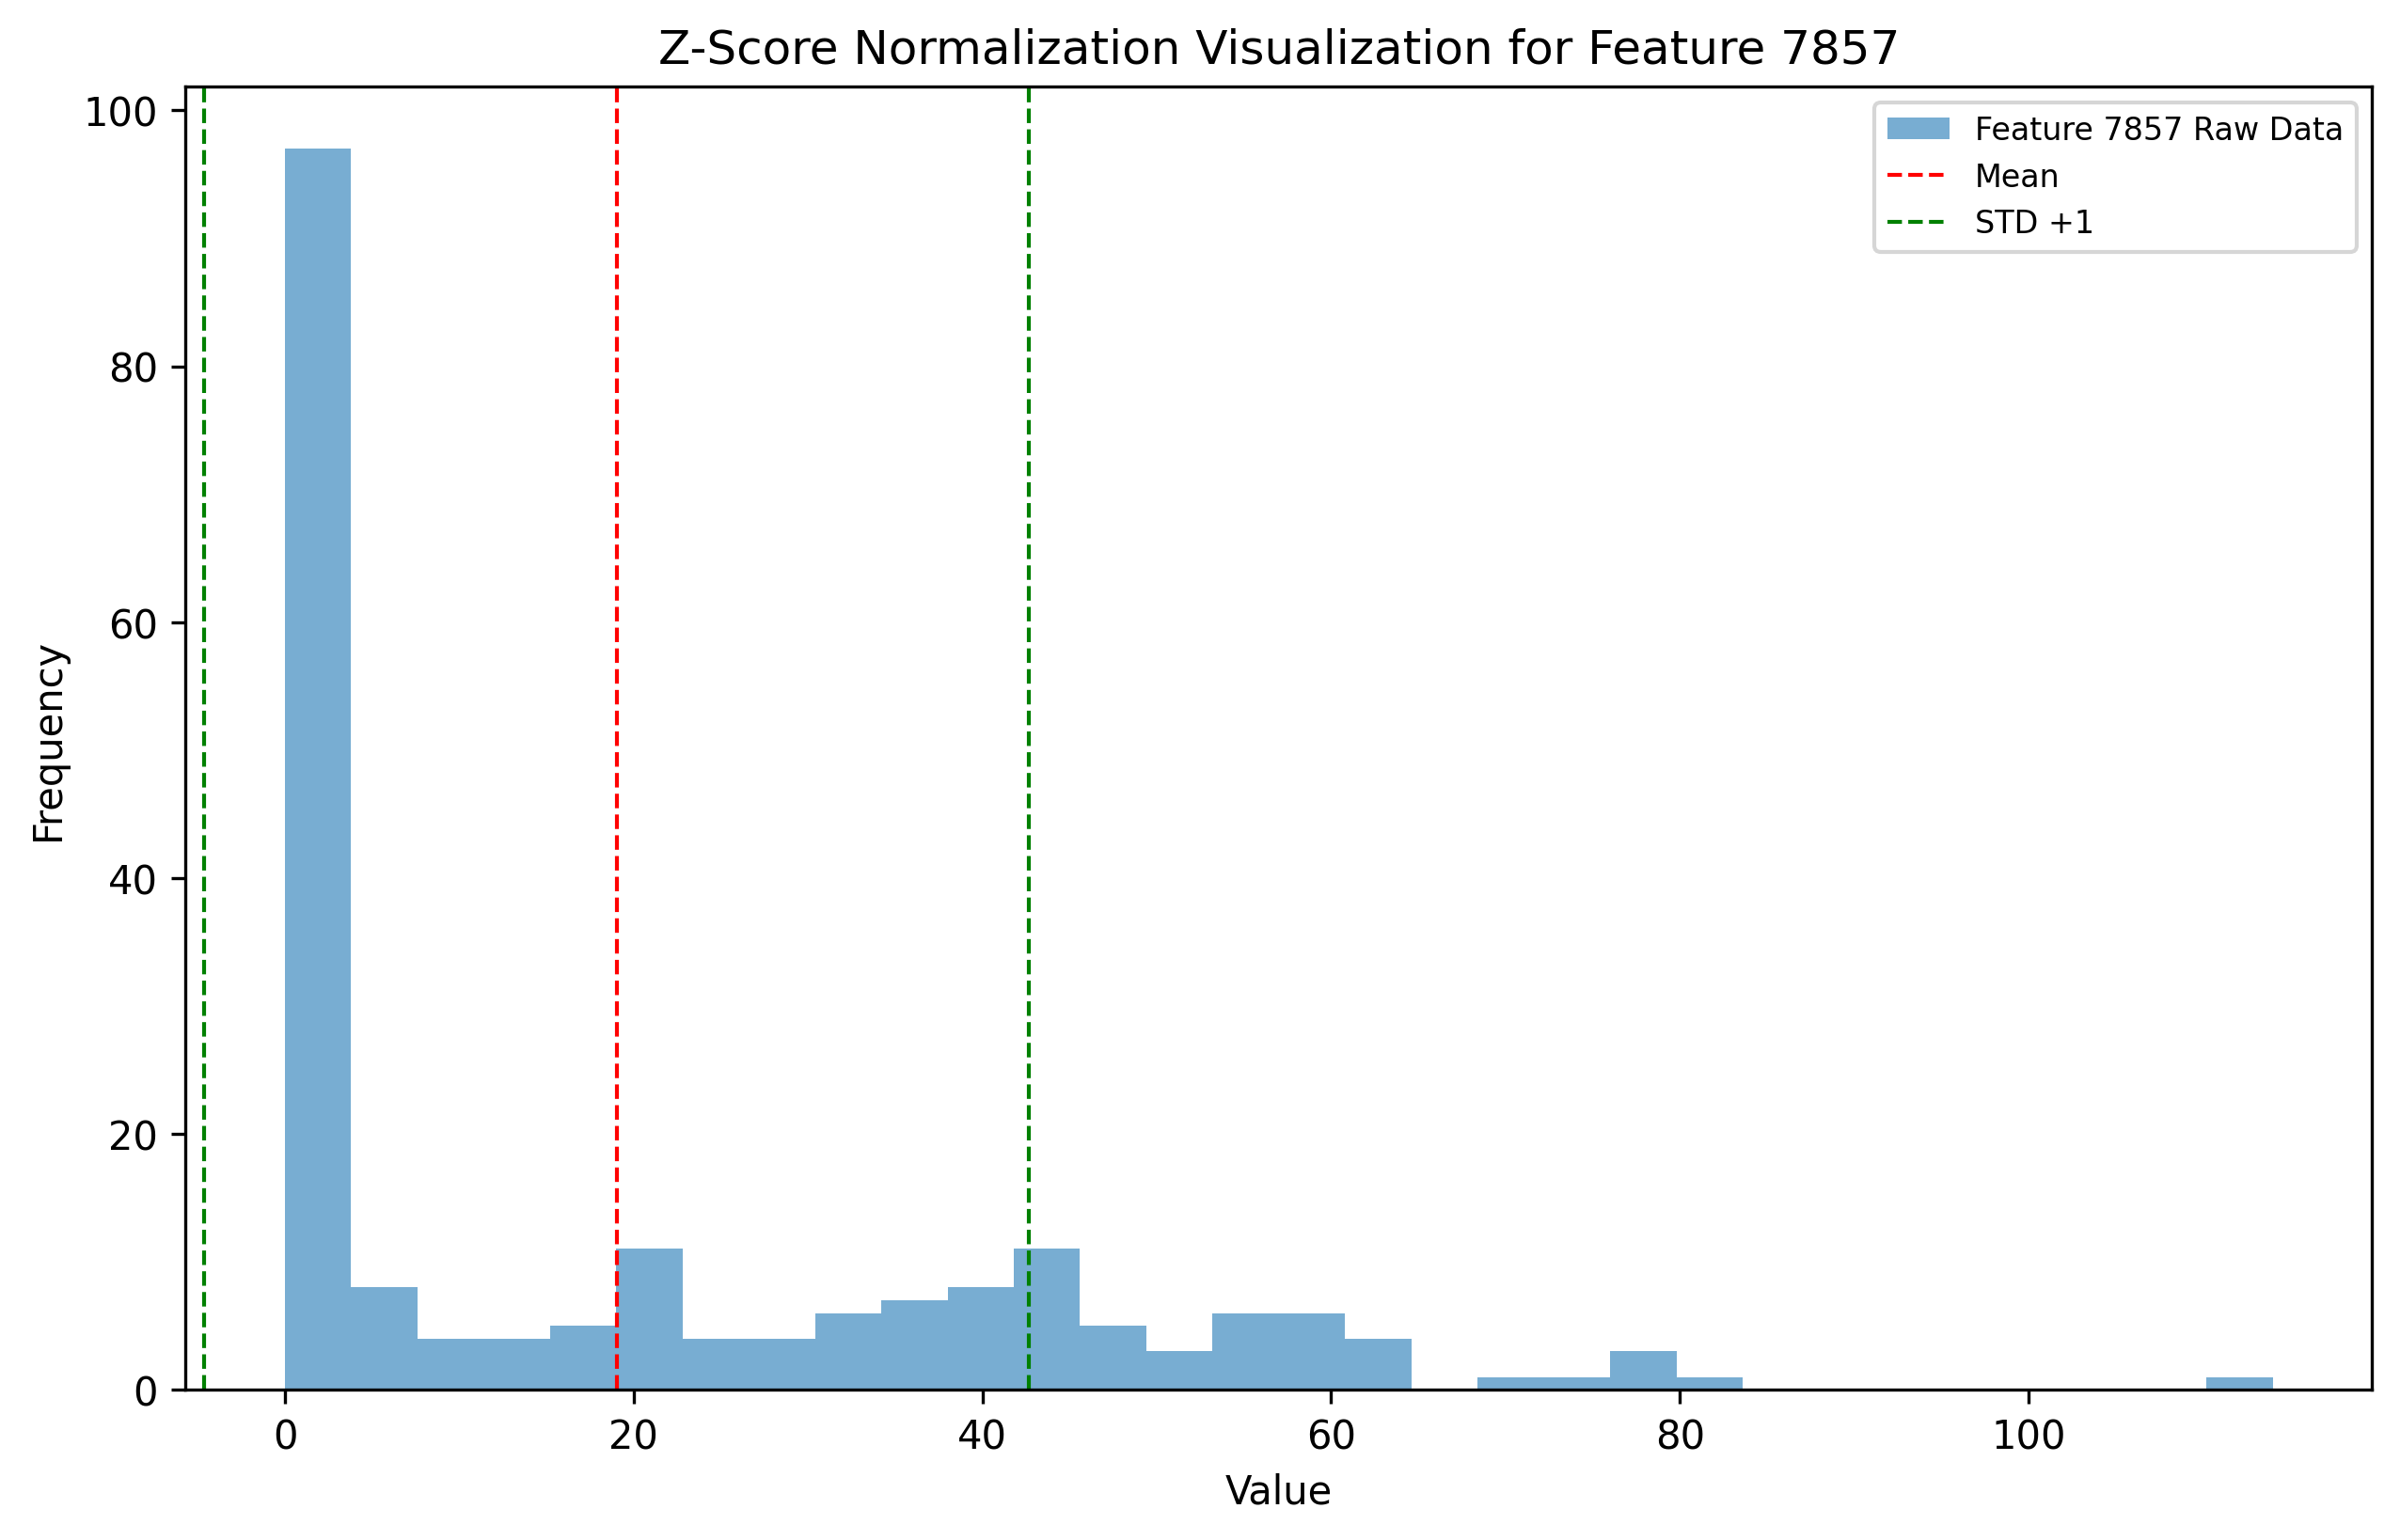 Z-Score Normalization Visualization for Feature 7857
Feature 7857 Raw Data
Mean
STD +1
100
80
60
40
20
0
Frequency
0 20 40 60 80 100
Value